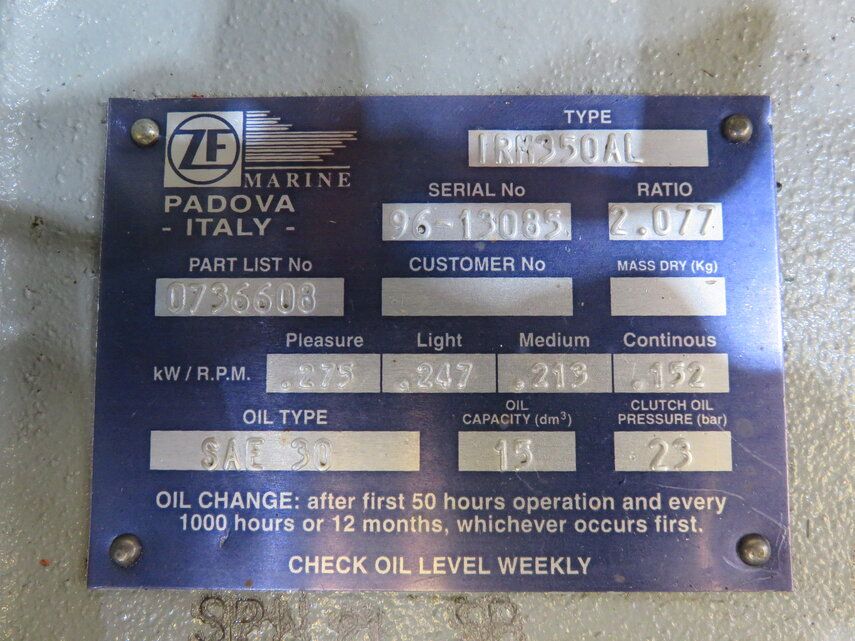 ZF
MARINE
PADOVA
- ITALY -
TYPE
IRM350AL
SERIAL No
96-13085
RATIO
2.077
PART LIST No
0736608
CUSTOMER No
MASS DRY (Kg)
Pleasure Light Medium Continous
kW / R.P.M. .275 .247 .213 .152
OIL TYPE
SAE 30
OIL
CAPACITY (dm³)
15
CLUTCH OIL
PRESSURE (bar)
23
OIL CHANGE: after first 50 hours operation and every
1000 hours or 12 months, whichever occurs first.
CHECK OIL LEVEL WEEKLY